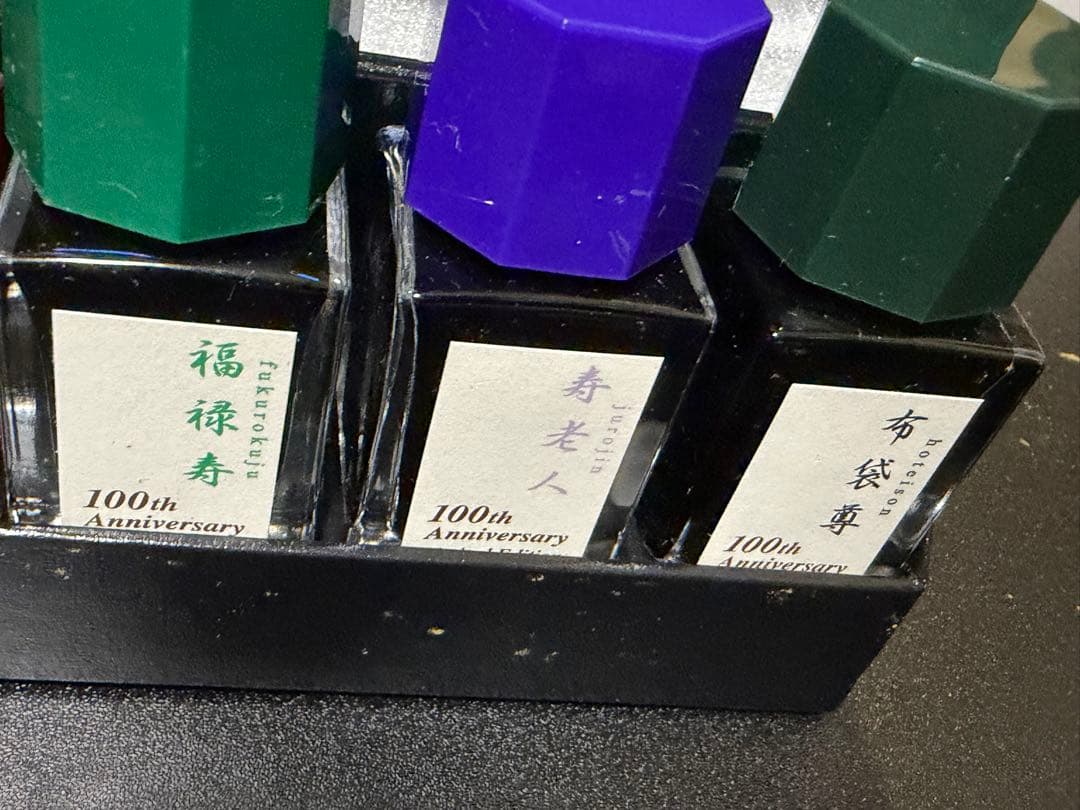 福禄寿
fukurokuju
100th
Anniversary
寿老人
jurojin
100th
Anniversary
布袋尊
hoteison
100th
Anniversary